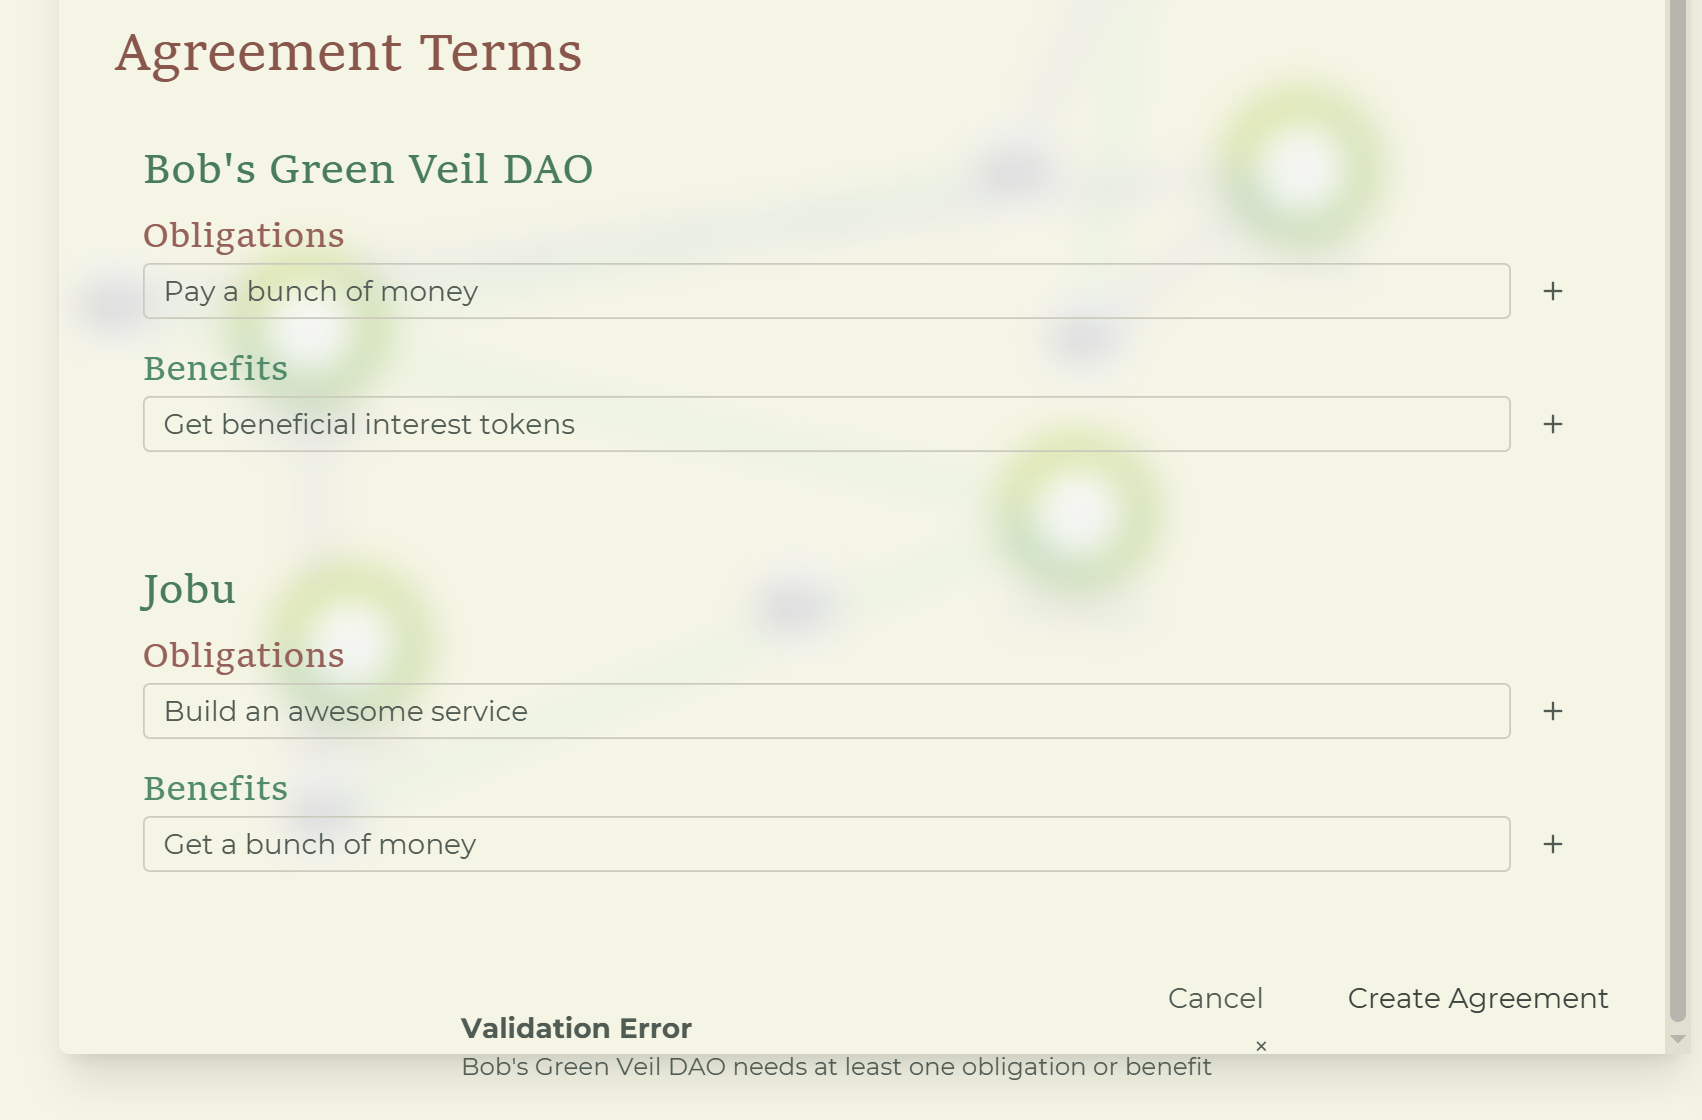 Agreement Terms
Bob's Green Veil DAO
Obligations
Pay a bunch of money
+
Benefits
Get beneficial interest tokens
+
Jobu
Obligations
Build an awesome service
+
Benefits
Get a bunch of money
+
Cancel
Create Agreement
Validation Error
×
Bob's Green Veil DAO needs at least one obligation or benefit